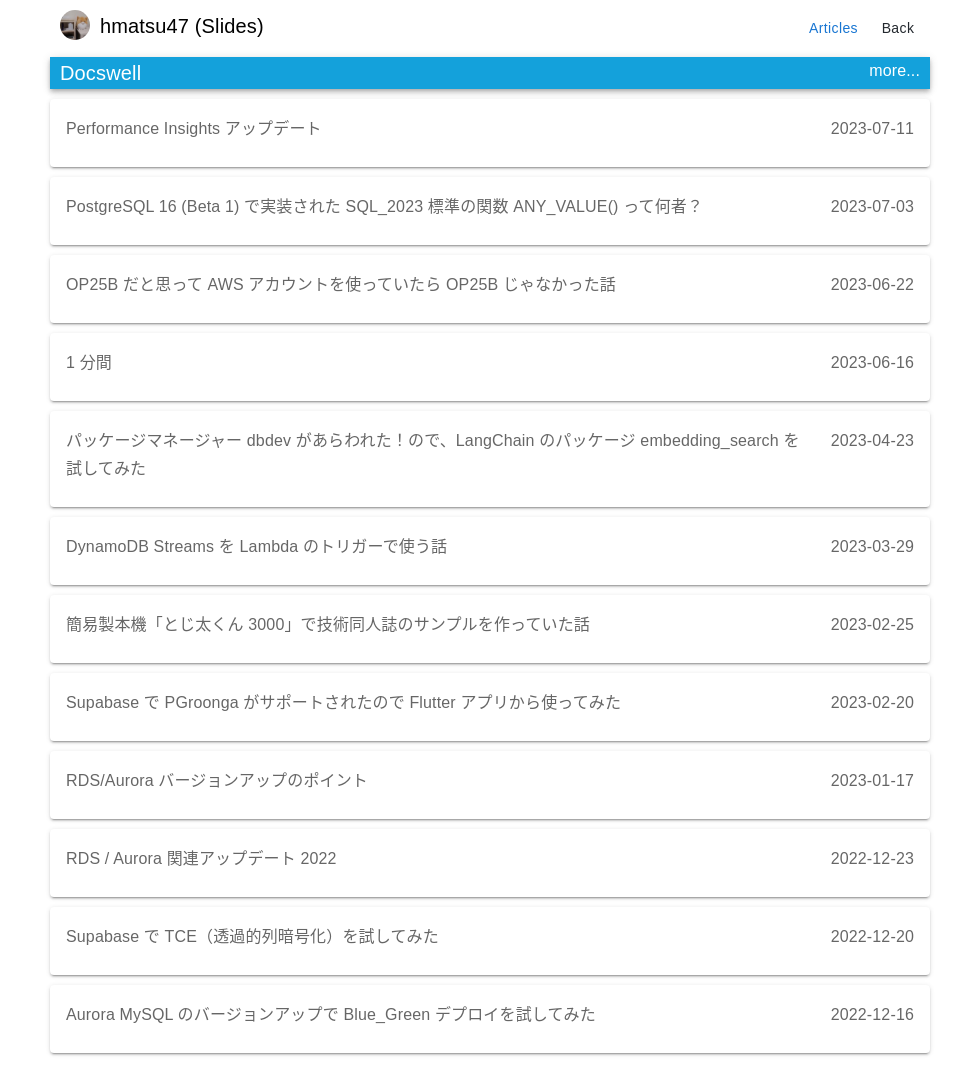 hmatsu47 (Slides)
Articles
Back
Docswell
more...
Performance Insights アップデート
2023-07-11
PostgreSQL 16 (Beta 1) で実装された SQL_2023 標準の関数 ANY_VALUE() って何者？
2023-07-03
OP25B だと思って AWS アカウントを使っていたら OP25B じゃなかった話
2023-06-22
1 分間
2023-06-16
パッケージマネージャー dbdev があらわれた！ので、LangChain のパッケージ embedding_search を
試してみた
2023-04-23
DynamoDB Streams を Lambda のトリガーで使う話
2023-03-29
簡易製本機「とじ太くん 3000」で技術同人誌のサンプルを作っていた話
2023-02-25
Supabase で PGroonga がサポートされたので Flutter アプリから使ってみた
2023-02-20
RDS/Aurora バージョンアップのポイント
2023-01-17
RDS / Aurora 関連アップデート 2022
2022-12-23
Supabase で TCE（透過的列暗号化）を試してみた
2022-12-20
Aurora MySQL のバージョンアップで Blue_Green デプロイを試してみた
2022-12-16